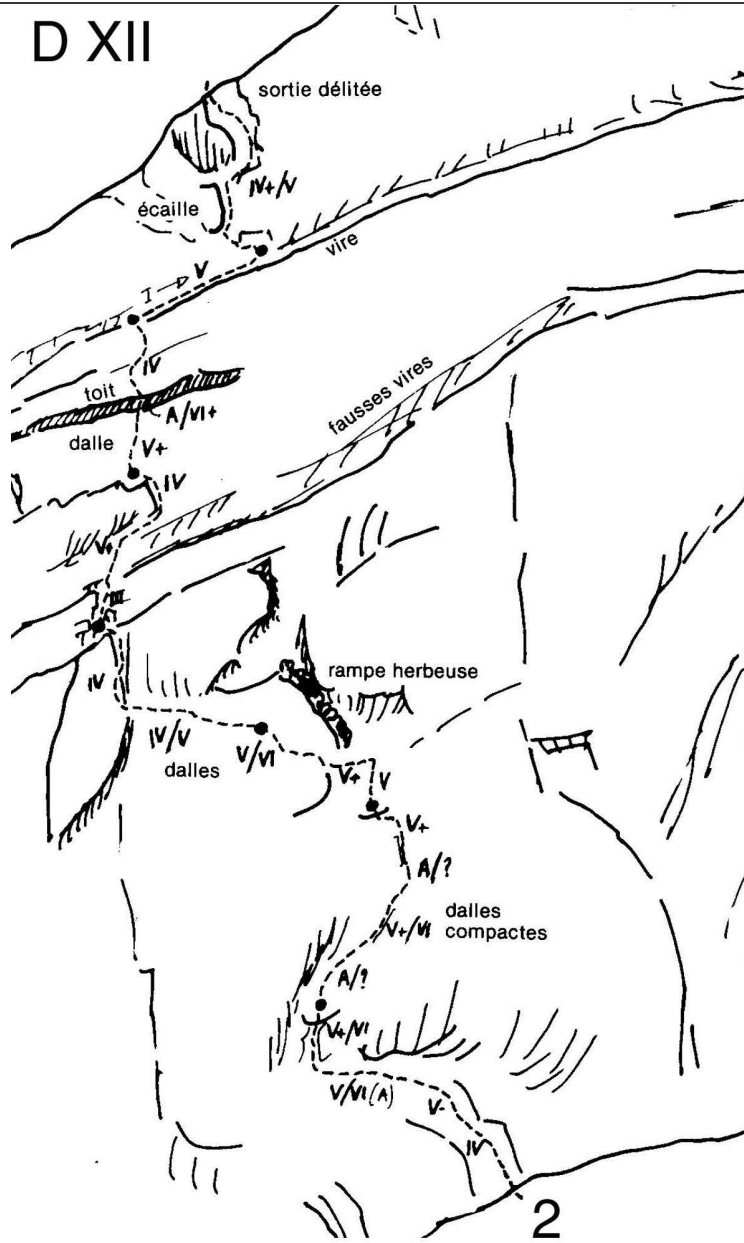 D XII
sortie délitée
IV+/V
écaille
vire
I → V
IV
toit
A/VI+
dalle
V+
IV
fausses vires
V+
III
IV
rampe herbeuse
IV/V
V/VI
dalles
V+
V
V+
A/?
dalles
compactes
V+/VI
A/?
V+/VI
V/VI (A)
V-
IV
2